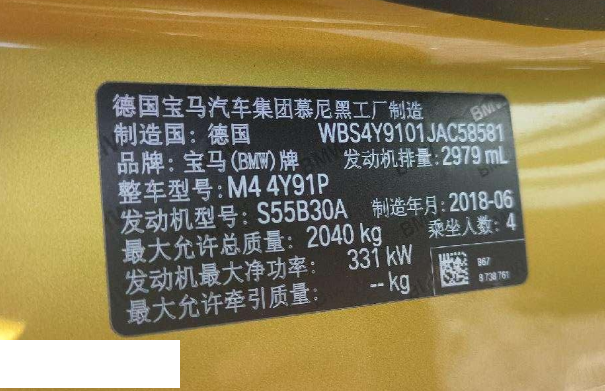 德国宝马汽车集团慕尼黑工厂制造
制造国: 德国 WBS4Y9101JAC58581
品牌: 宝马(BMW)牌 发动机排量: 2979 mL
整车型号: M4 4Y91P
发动机型号: S55B30A 制造年月: 2018-06
最大允许总质量: 2040 kg 乘坐人数: 4
发动机最大净功率: 331 kW
最大允许牵引质量: -- kg
B67
9 738 761